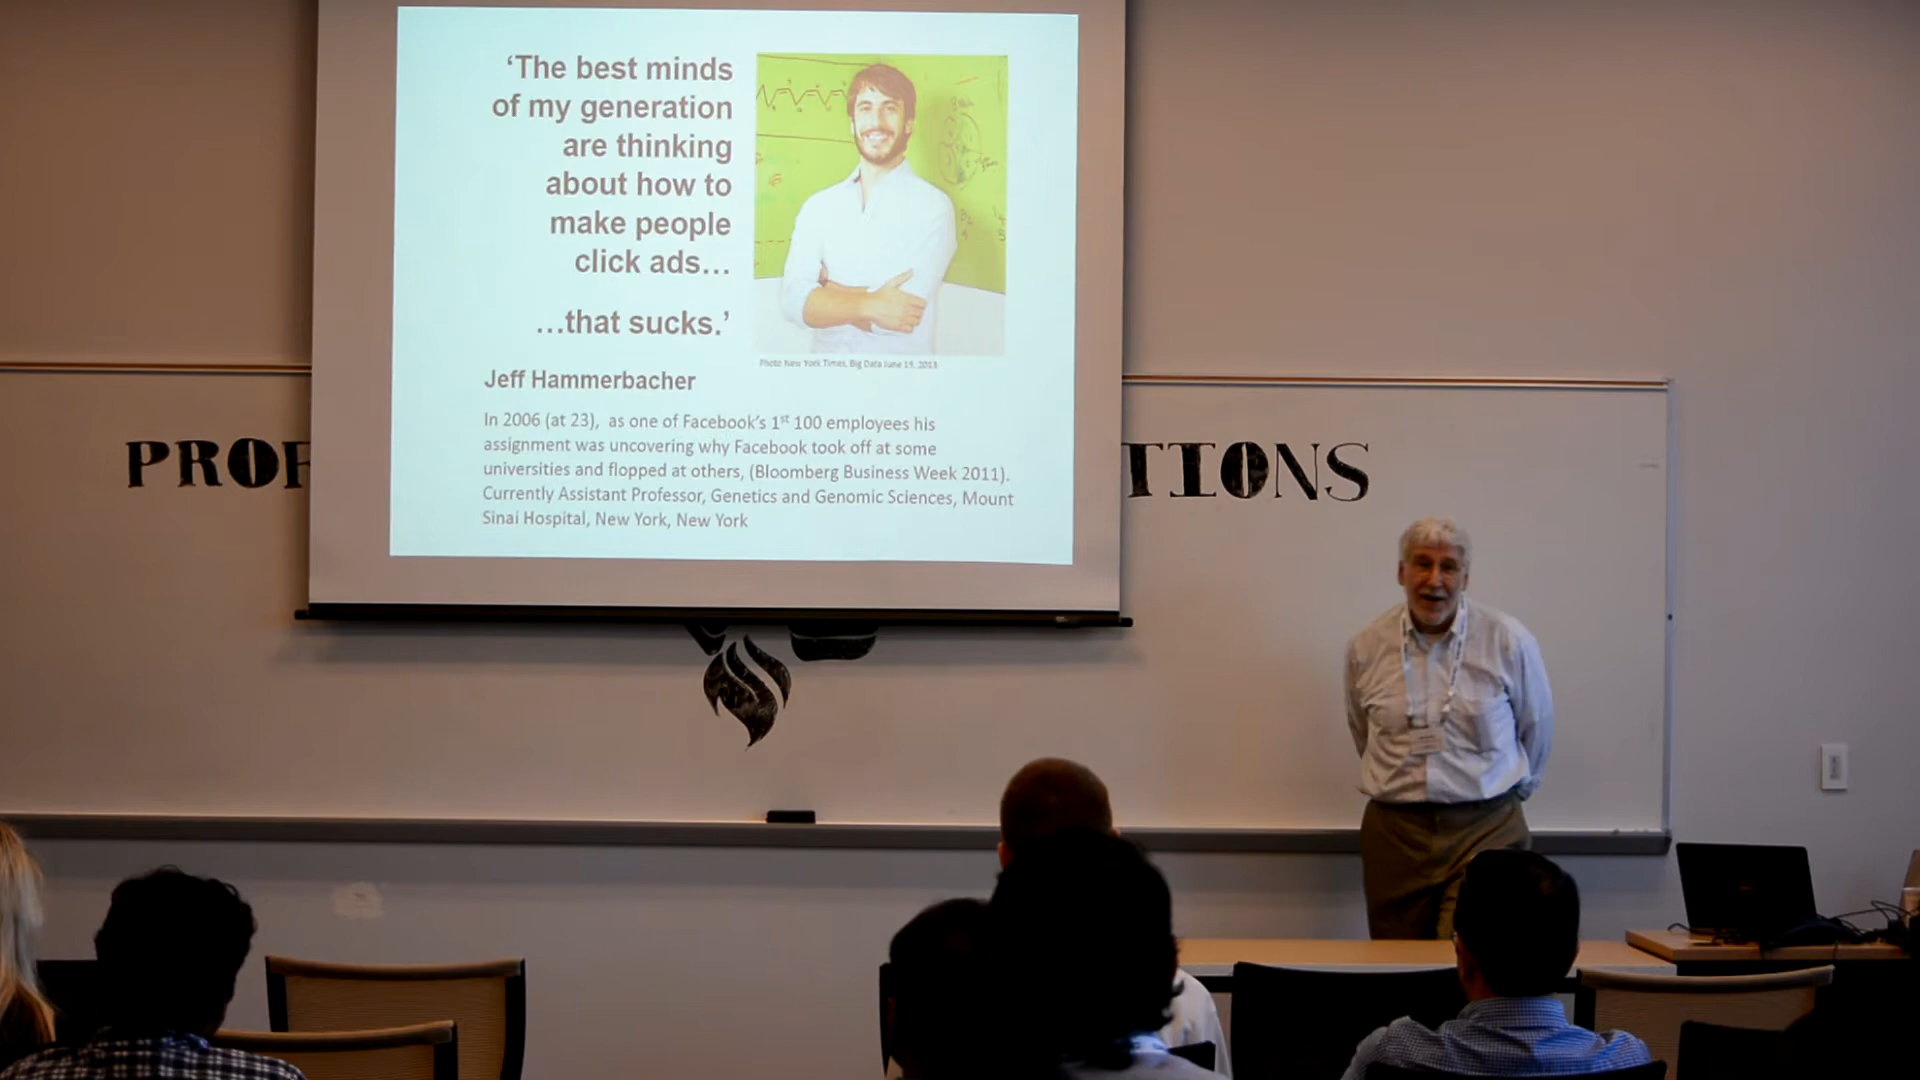 ‘The best minds
of my generation
are thinking
about how to
make people
click ads...
...that sucks.’
Photo New York Times, Big Data June 19, 2013
Jeff Hammerbacher
In 2006 (at 23), as one of Facebook’s 1st 100 employees his
assignment was uncovering why Facebook took off at some
universities and flopped at others, (Bloomberg Business Week 2011).
Currently Assistant Professor, Genetics and Genomic Sciences, Mount
Sinai Hospital, New York, New York
PROF
TIONS